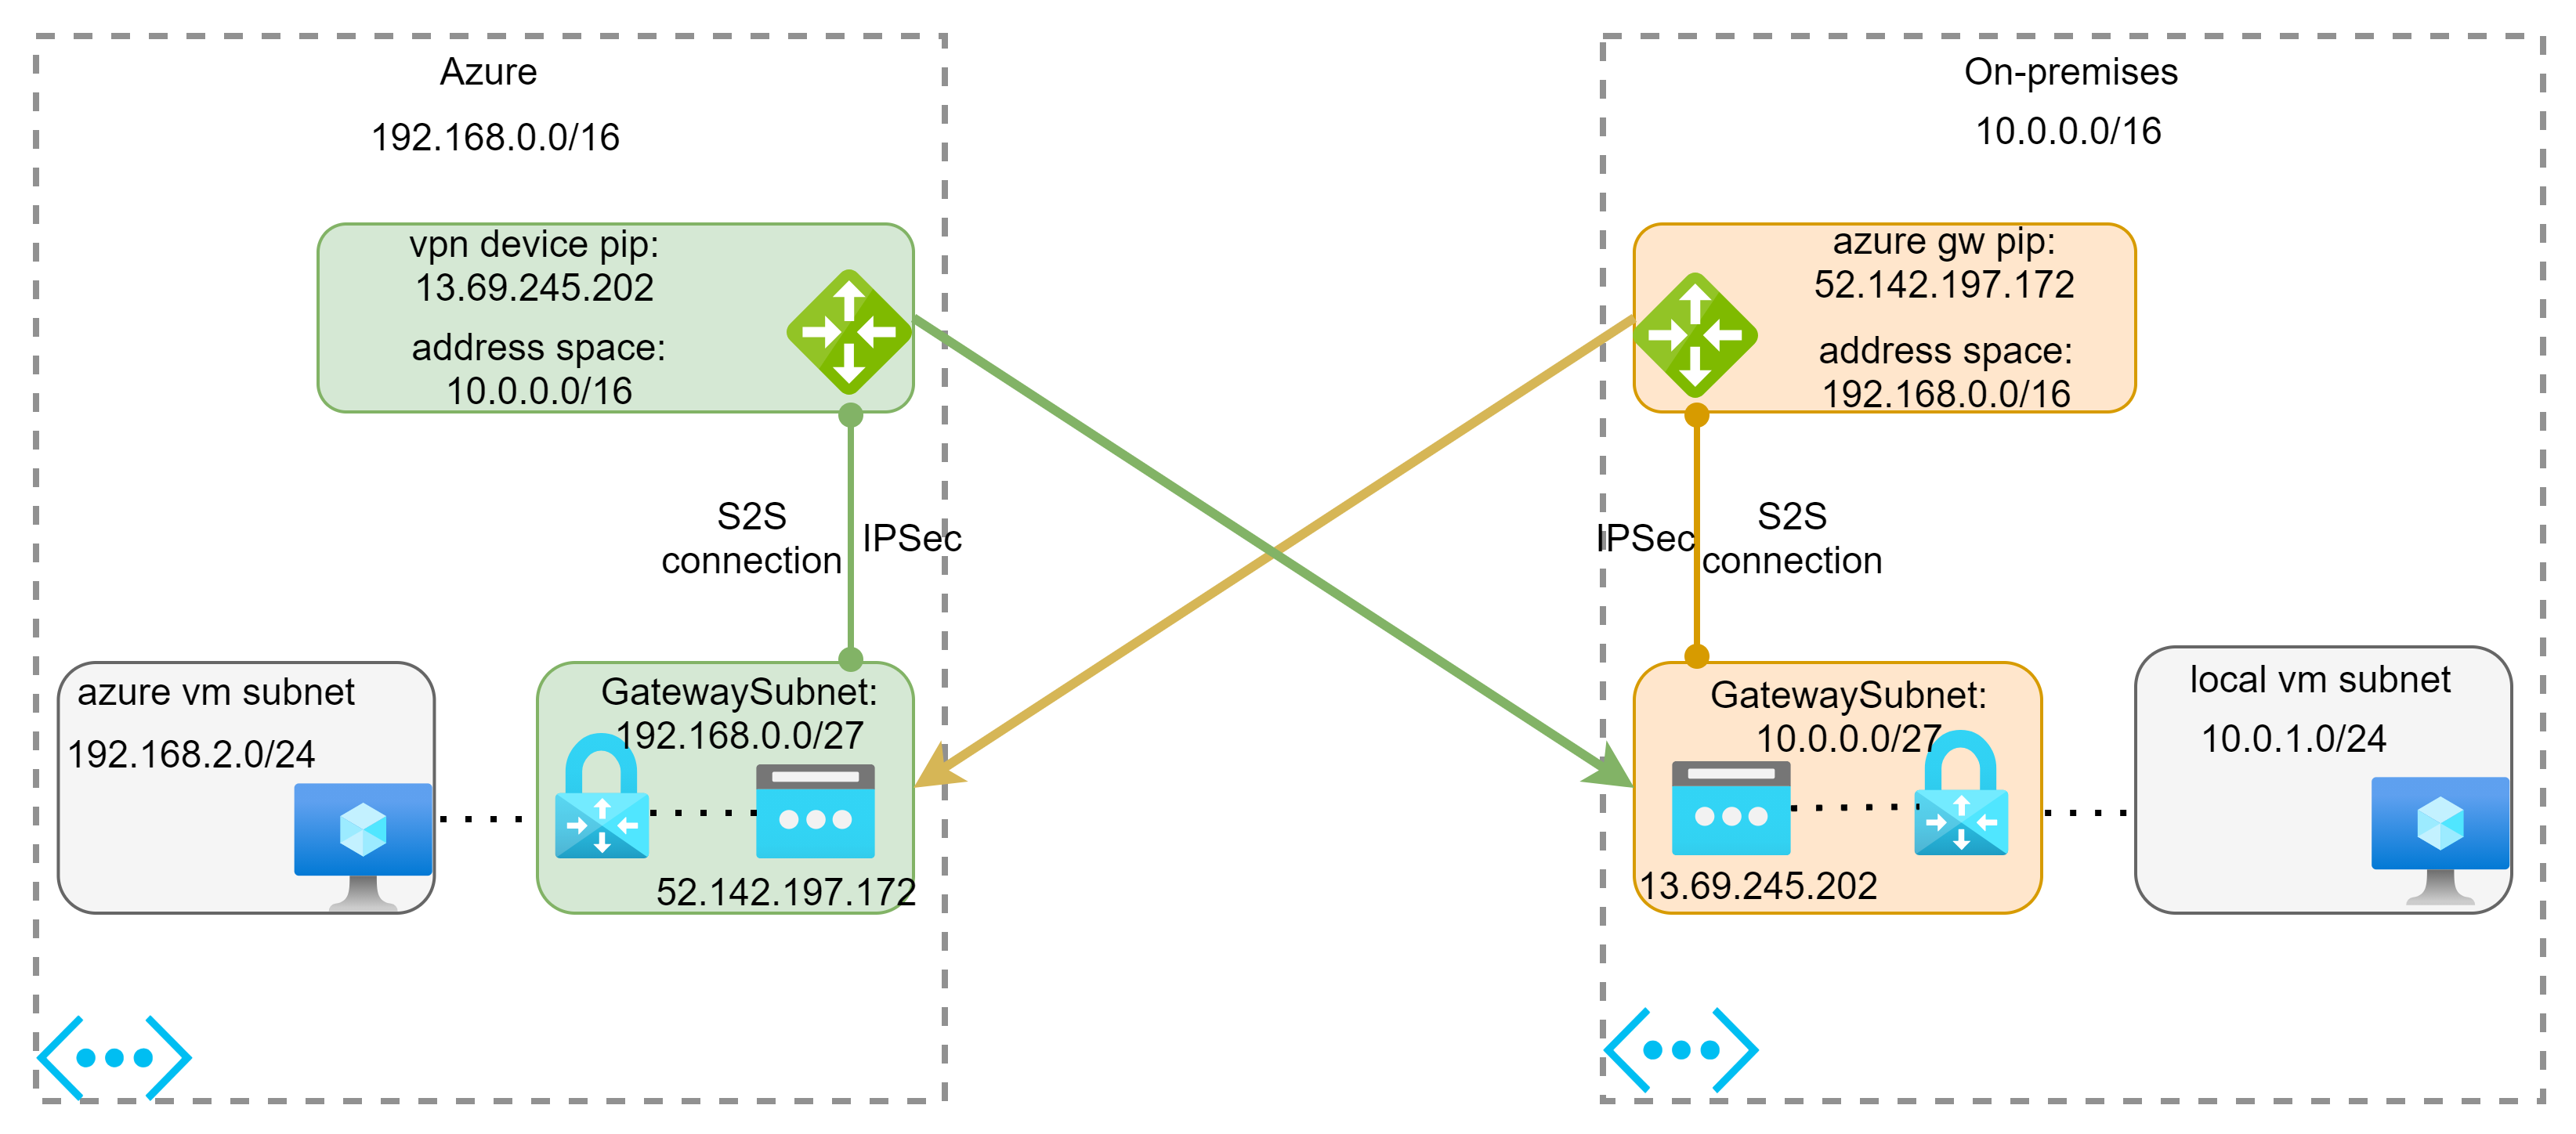 Azure
192.168.0.0/16
vpn device pip:
13.69.245.202
address space:
10.0.0.0/16
S2S
connection
IPSec
azure vm subnet
192.168.2.0/24
GatewaySubnet:
192.168.0.0/27
52.142.197.172
On-premises
10.0.0.0/16
azure gw pip:
52.142.197.172
address space:
192.168.0.0/16
IPSec
S2S
connection
GatewaySubnet:
10.0.0.0/27
13.69.245.202
local vm subnet
10.0.1.0/24